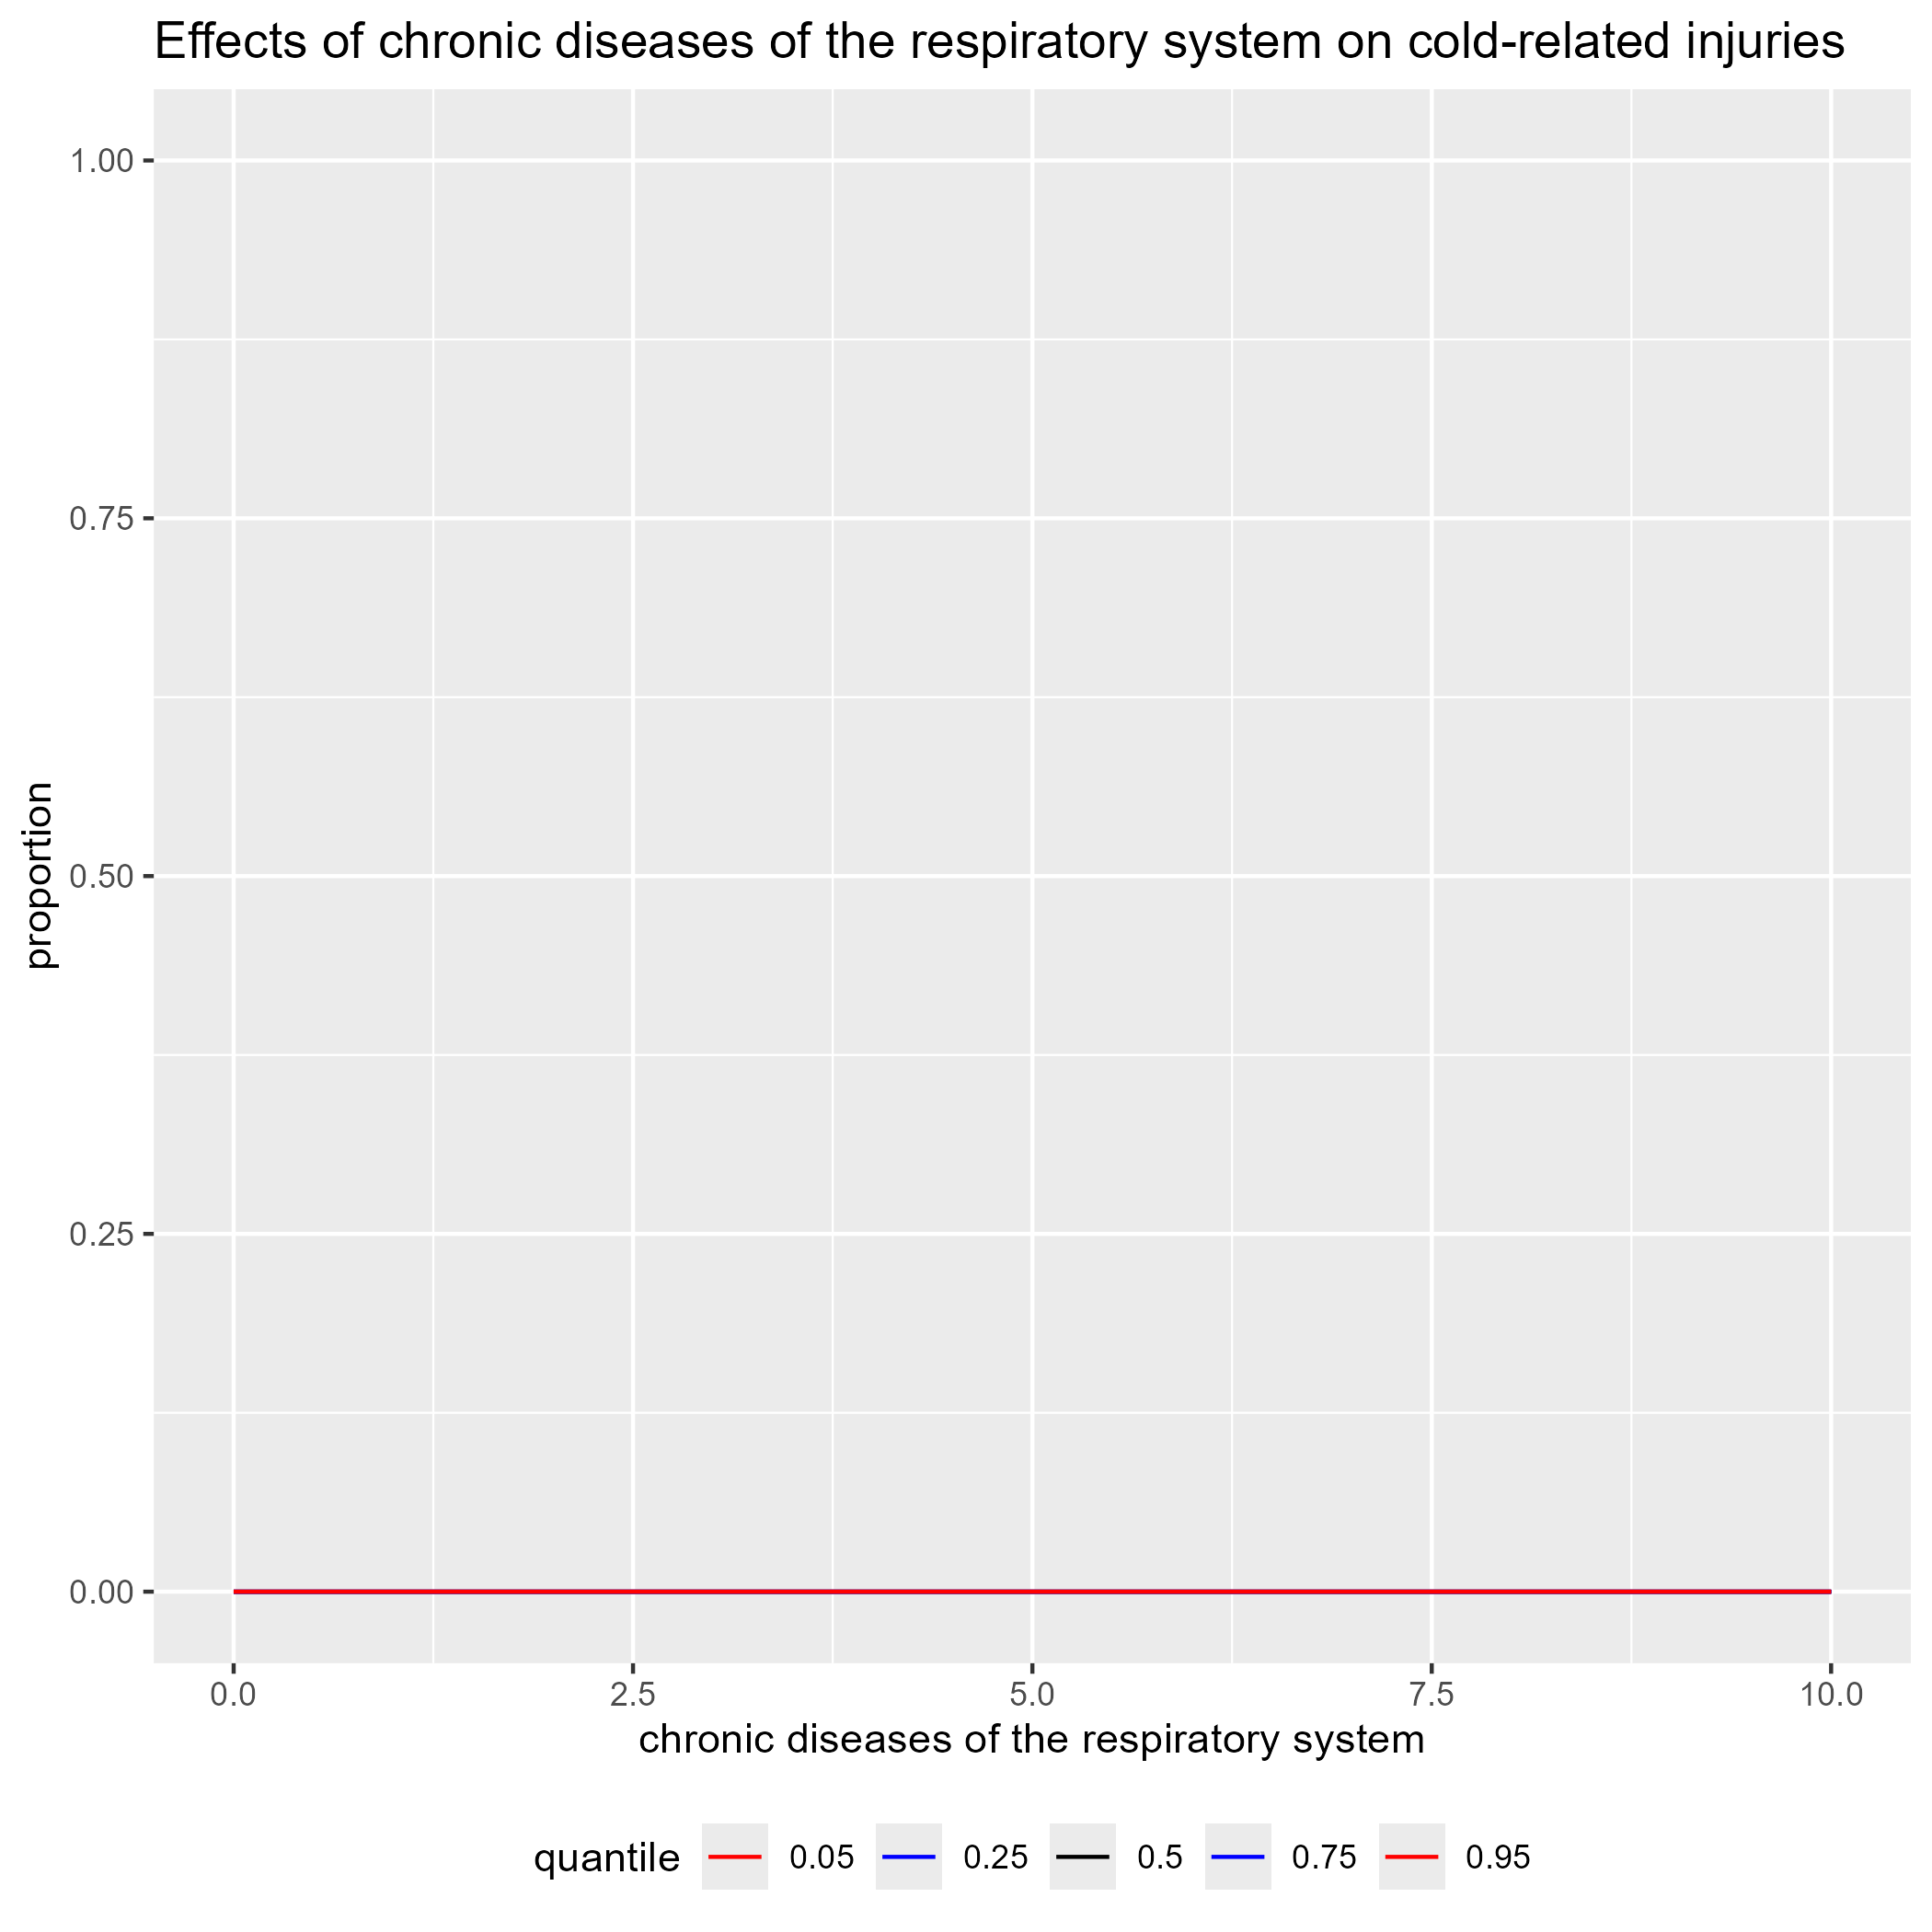 Effects of chronic diseases of the respiratory system on cold-related injuries
1.00
0.75
0.50
0.25
0.00
proportion
0.0 2.5 5.0 7.5 10.0
chronic diseases of the respiratory system
quantile 0.05 0.25 0.5 0.75 0.95